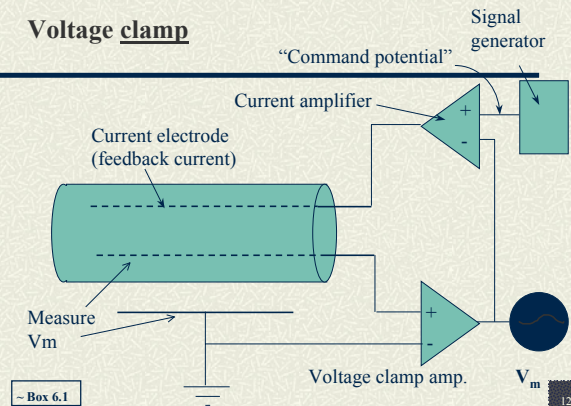 Voltage clamp
Signal
generator
“Command potential”
Current amplifier
+
-
Current electrode
(feedback current)
Measure
Vm
+
-
Voltage clamp amp.
Vm
~ Box 6.1
12